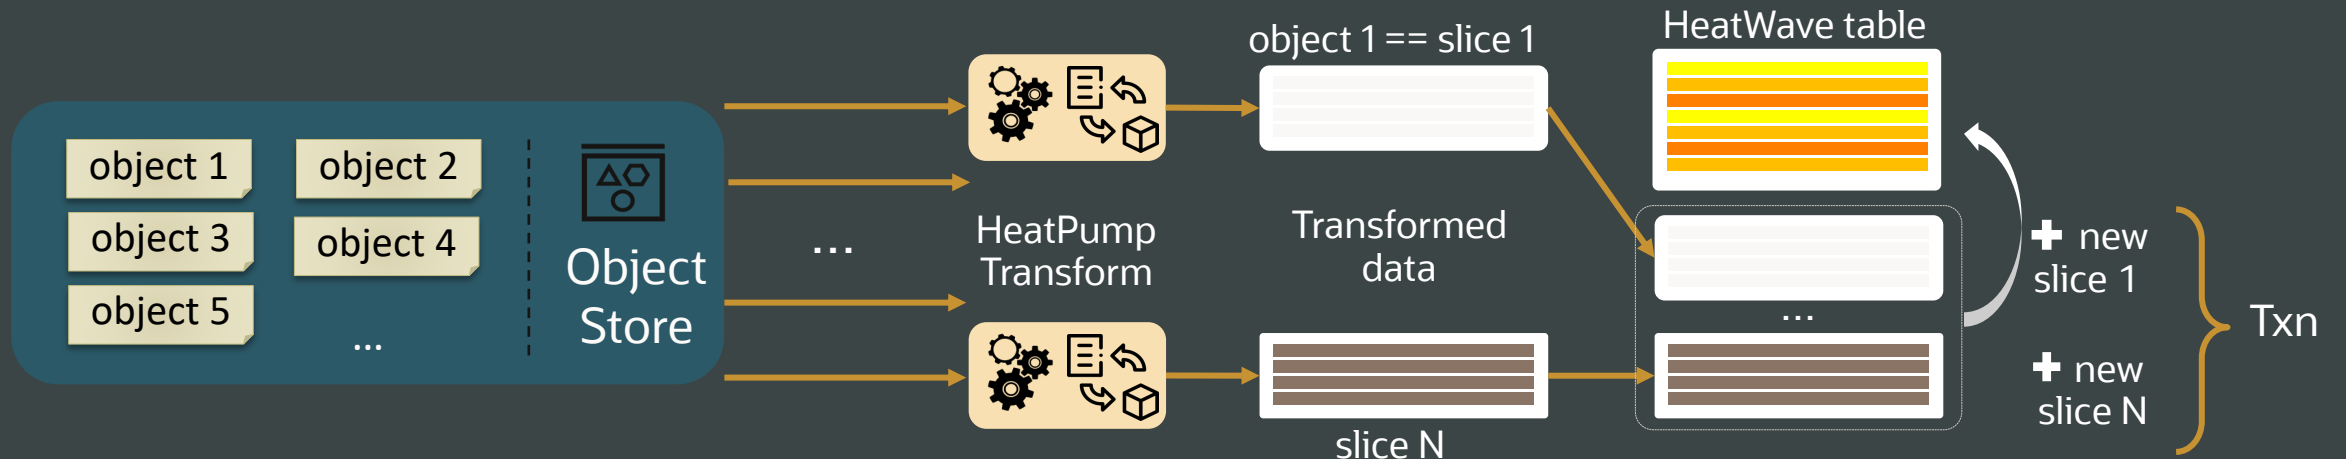 object 1
object 2
object 3
object 4
object 5
...
Object
Store
...
HeatPump
Transform
object 1 == slice 1
Transformed
data
slice N
HeatWave table
...
+ new
slice 1
+ new
slice N
Txn